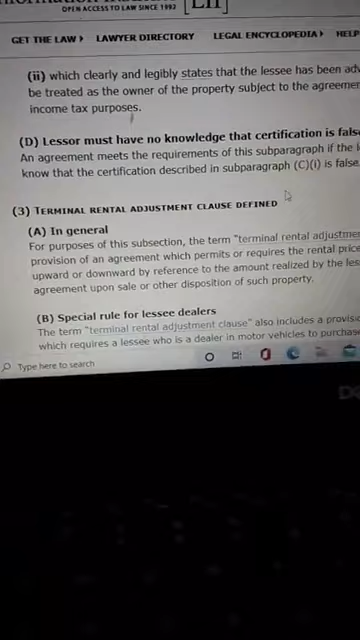 OPEN ACCESS TO LAW SINCE 1992 [LII]
GET THE LAW LAWYER DIRECTORY LEGAL ENCYCLOPEDIA HELP
(ii) which clearly and legibly states that the lessee has been
be treated as the owner of the property subject to the
income tax purposes.
(D) Lessor must have no knowledge that certification is
An agreement meets the requirements of this subparagraph if the
know that the certification described in subparagraph (C)(i) is false
(3) TERMINAL RENTAL ADJUSTMENT CLAUSE DEFINED
(A) In general
For purposes of this subsection, the term "terminal rental
provision of an agreement which permits or requires the rental price
upward or downward by reference to the amount realized by the
agreement upon sale or other disposition of such property.
(B) Special rule for lessee dealers
The term "terminal rental adjustment clause" also includes a
which requires a lessee who is a dealer in motor vehicles to
Type here to search